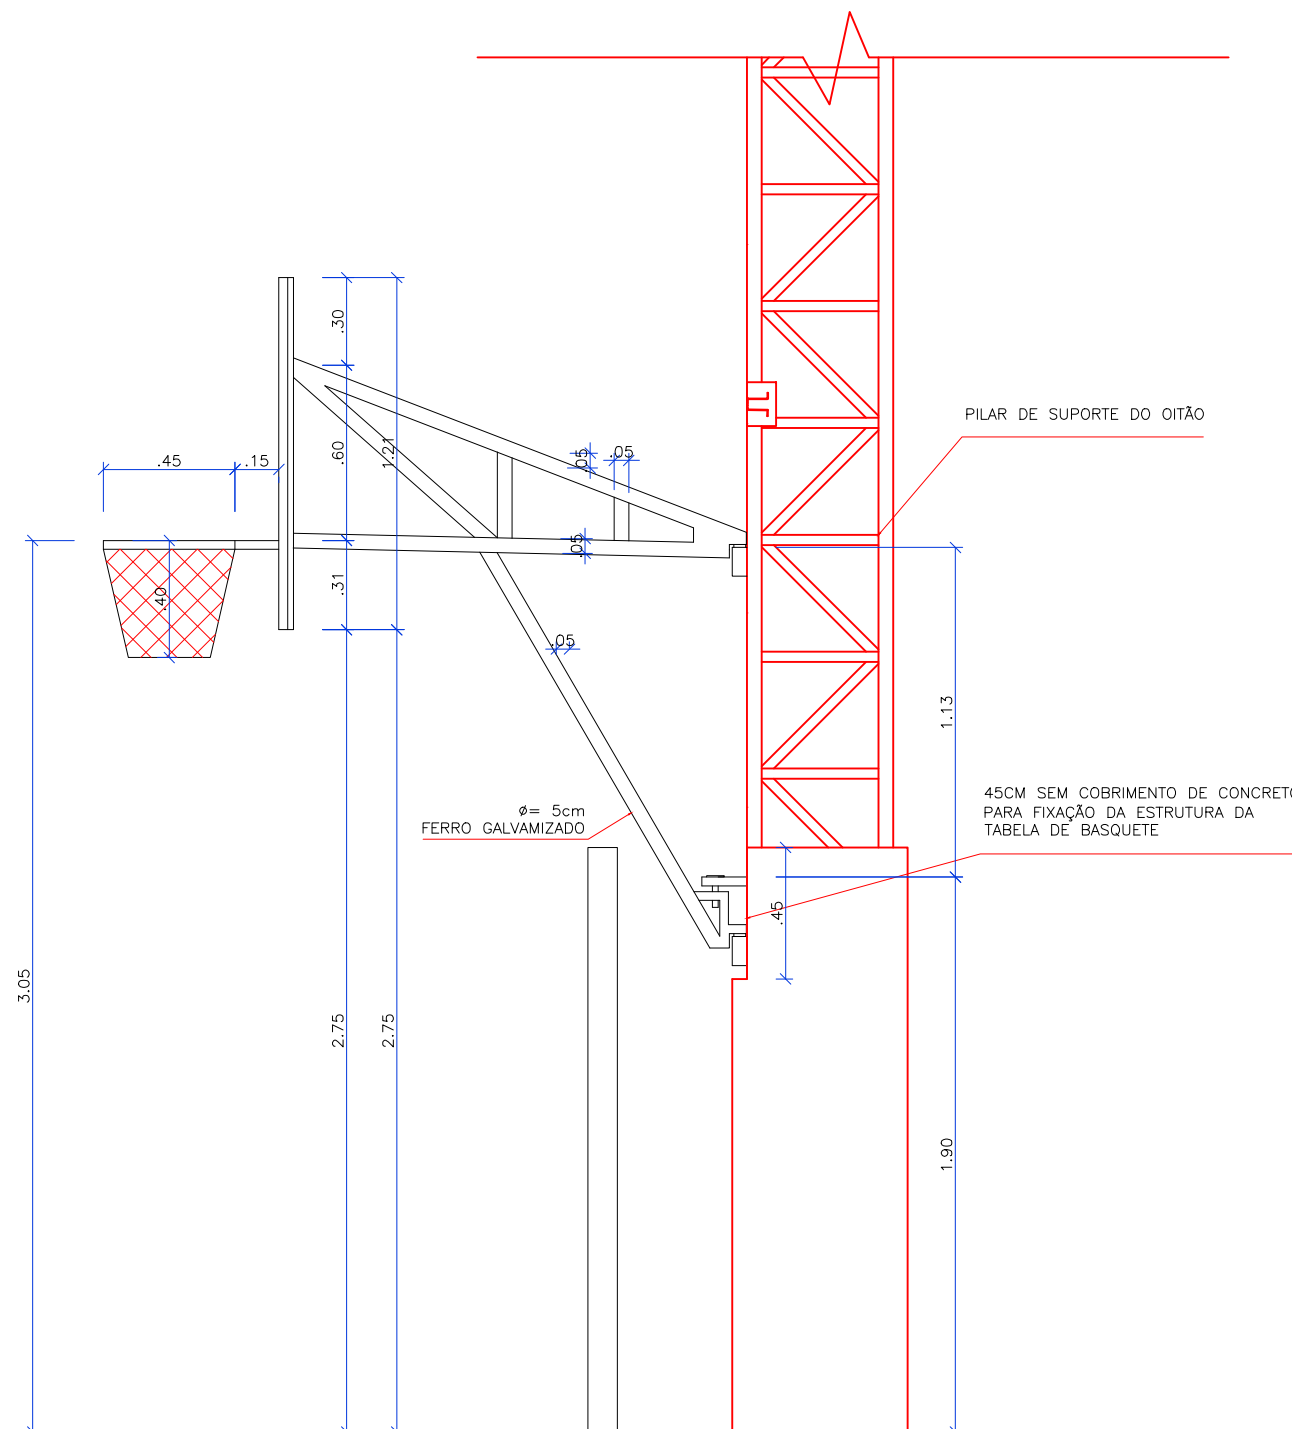 .30
.60
1.21
.45
.15
.05
.05
PILAR DE SUPORTE DO OITÃO
.05
.31
.40
.05
1.13
45CM SEM COBRIMENTO DE CONCRETO
PARA FIXAÇÃO DA ESTRUTURA DA
TABELA DE BASQUETE
ø= 5cm
FERRO GALVAMIZADO
.45
3.05
2.75
2.75
1.90